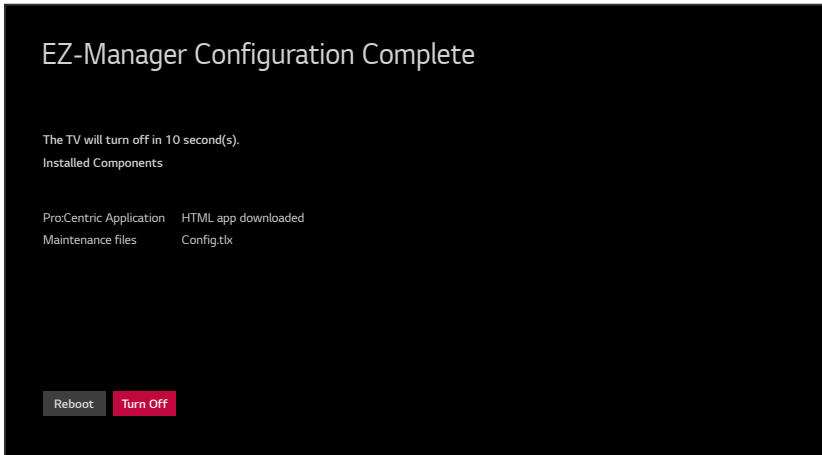 EZ-Manager Configuration Complete
The TV will turn off in 10 second(s).
Installed Components
Pro:Centric Application HTML app downloaded
Maintenance files Config.tlx
Reboot Turn Off